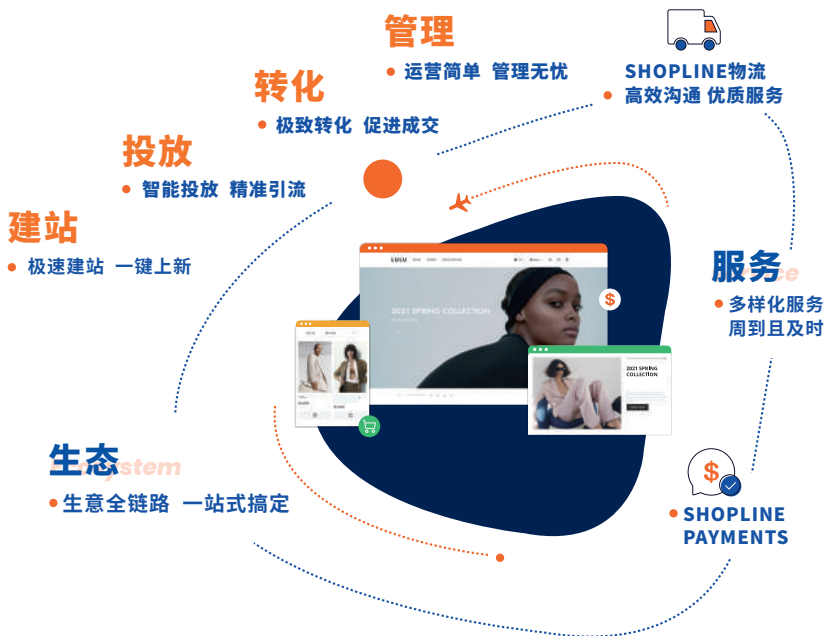 管理
运营简单 管理无忧
转化
极致转化 促进成交
投放
智能投放 精准引流
建站
极速建站 一键上新
SHOPLINE物流
高效沟通 优质服务
服务
多样化服务
周到且及时
2021 SPRING COLLECTION
2021 SPRING
COLLECTION
$
生态
生意全链路 一站式搞定
$
SHOPLINE
PAYMENTS